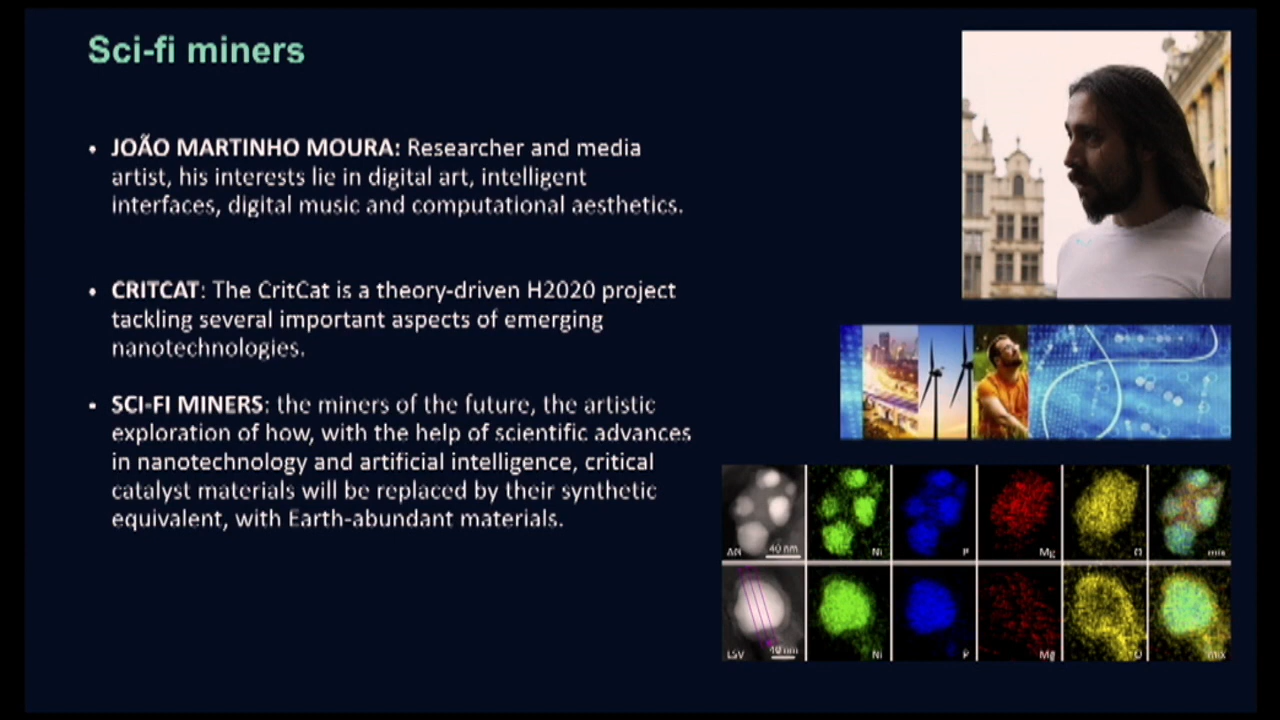 Sci-fi miners
• JOÃO MARTINHO MOURA: Researcher and media
artist, his interests lie in digital art, intelligent
interfaces, digital music and computational aesthetics.
• CRITCAT: The CritCat is a theory-driven H2020 project
tackling several important aspects of emerging
nanotechnologies.
• SCI-FI MINERS: the miners of the future, the artistic
exploration of how, with the help of scientific advances
in nanotechnology and artificial intelligence, critical
catalyst materials will be replaced by their synthetic
equivalent, with Earth-abundant materials.
AN 40 nm Ni P Mg O mix
LSV 40 nm Ni P Mg O mix